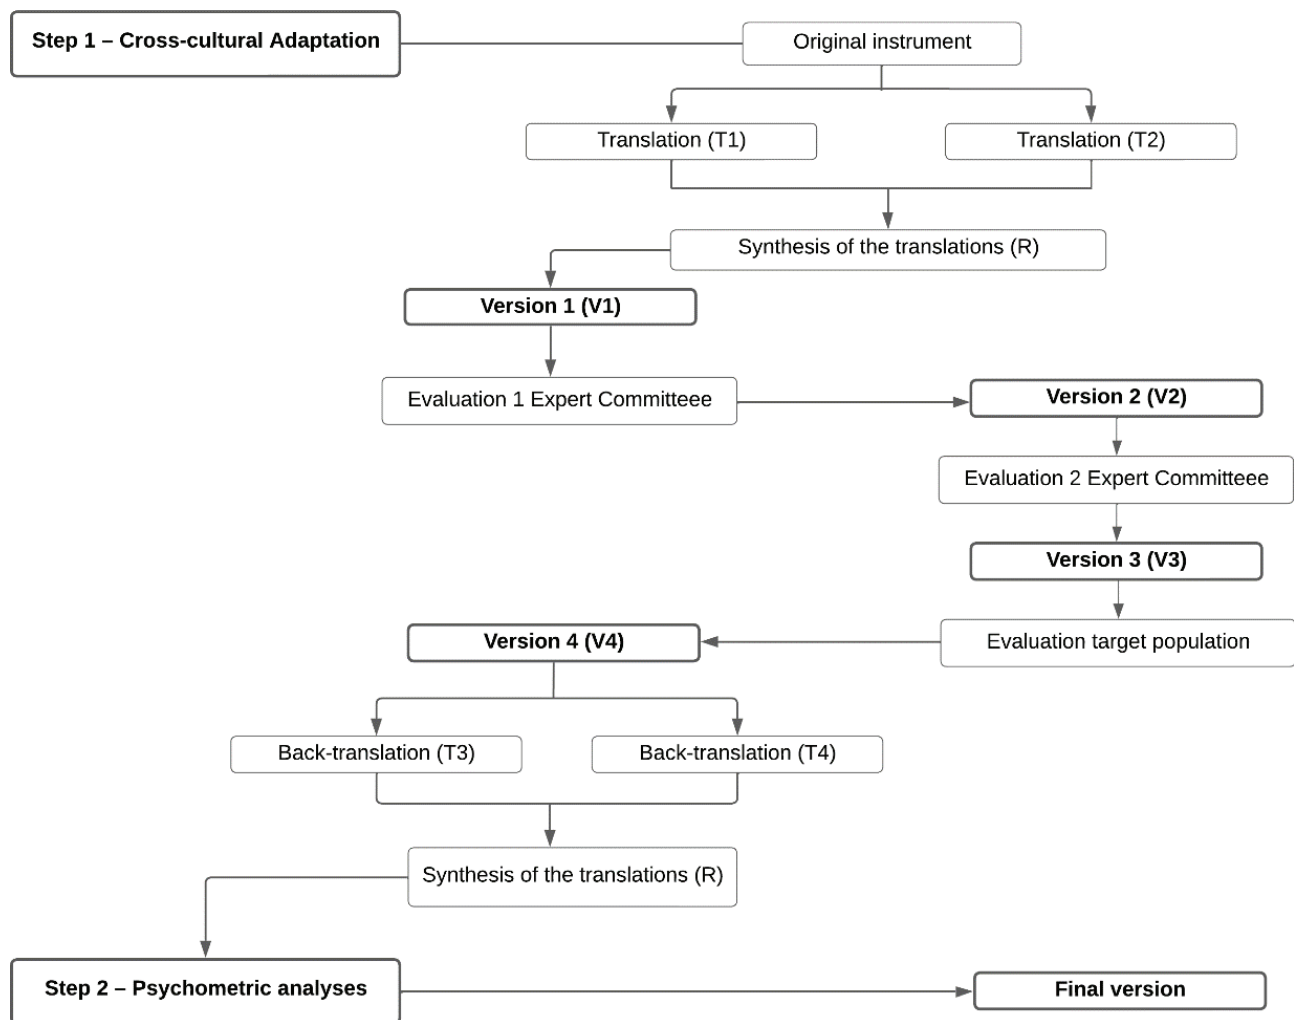 Step 1 – Cross-cultural Adaptation
Original instrument
Translation (T1)
Translation (T2)
Synthesis of the translations (R)
Version 1 (V1)
Evaluation 1 Expert Committeee
Version 2 (V2)
Evaluation 2 Expert Committeee
Version 3 (V3)
Evaluation target population
Version 4 (V4)
Back-translation (T3)
Back-translation (T4)
Synthesis of the translations (R)
Step 2 – Psychometric analyses
Final version